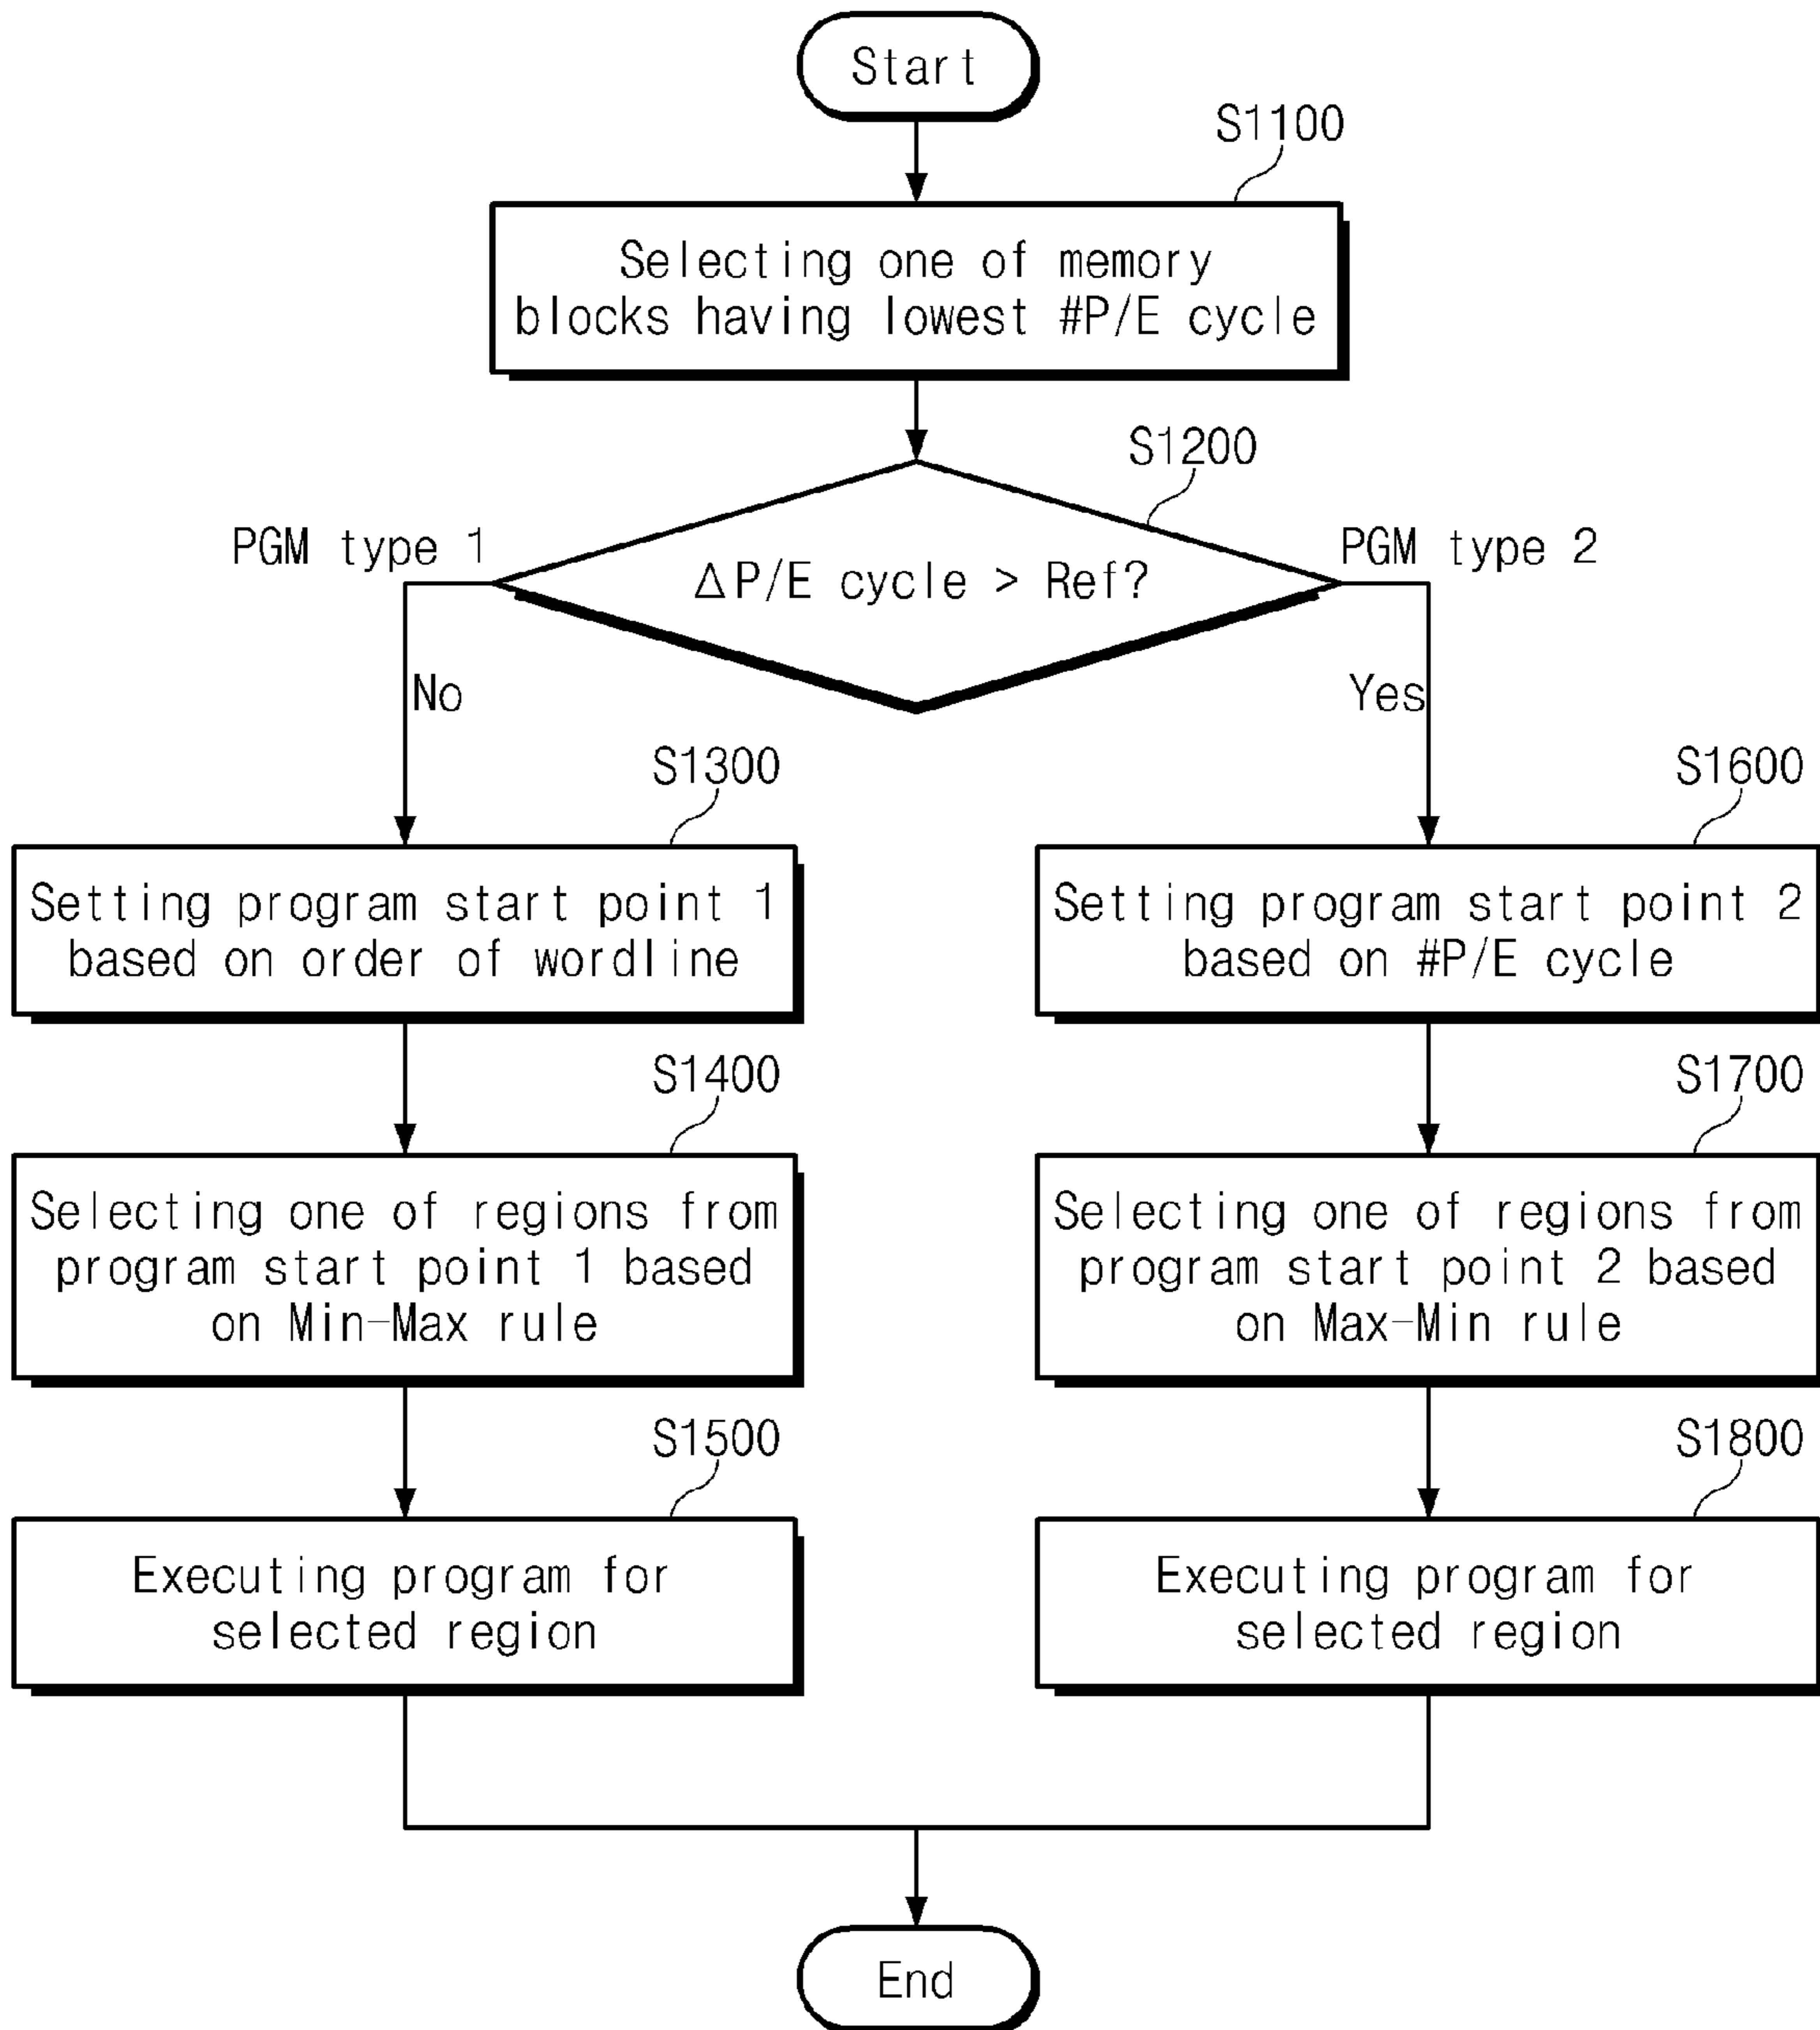 Start
S1100
Selecting one of memory
blocks having lowest #P/E cycle
S1200
PGM type 1
ΔP/E cycle > Ref?
PGM type 2
No
Yes
S1300
Setting program start point 1
based on order of wordline
S1600
Setting program start point 2
based on #P/E cycle
S1400
Selecting one of regions from
program start point 1 based
on Min-Max rule
S1700
Selecting one of regions from
program start point 2 based
on Max-Min rule
S1500
Executing program for
selected region
S1800
Executing program for
selected region
End